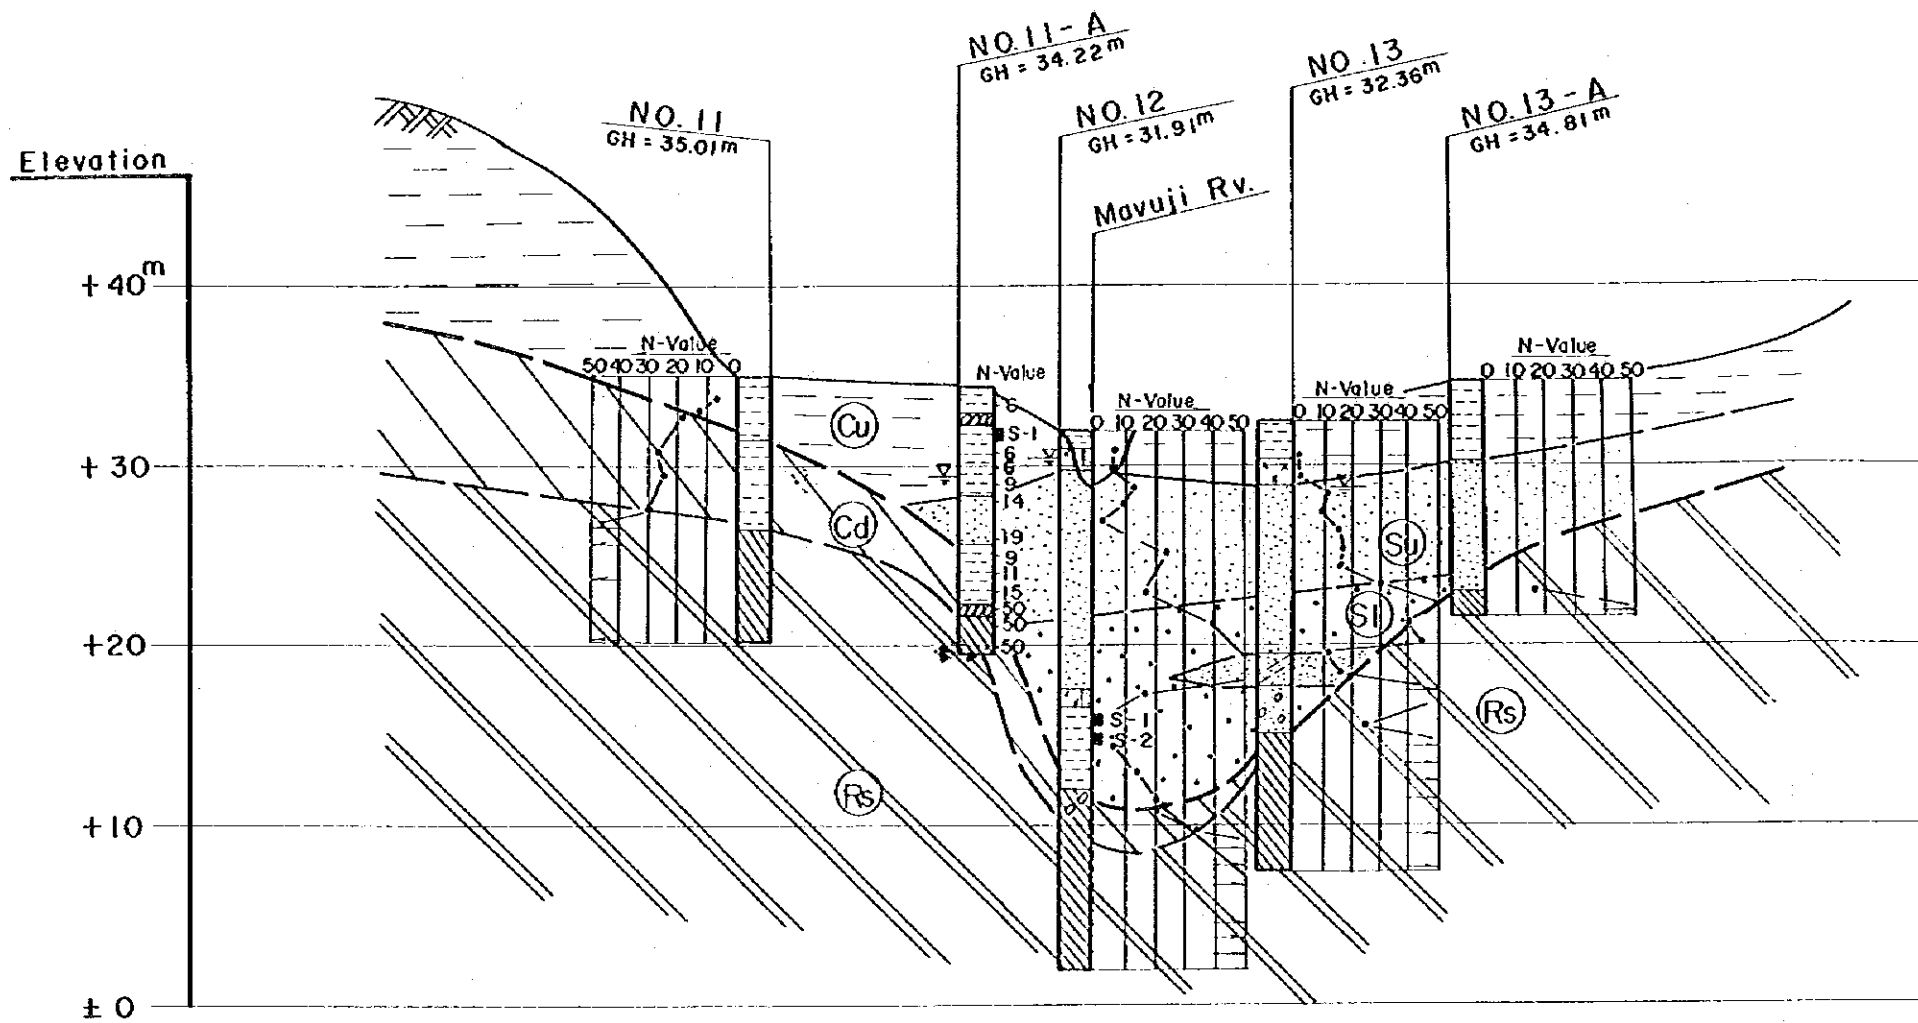 NO. 11-A
GH = 34.22m
NO. 13
GH = 32.36m
NO. 11
GH = 35.01m
NO. 12
GH = 31.91m
NO. 13-A
GH = 34.81m
Elevation
Mavuji Rv.
+40m
+30
+20
+10
± 0
N-Value
50 40 30 20 10 0
N-Value
6
S-1
6
6
9
14
19
9
11
15
50
50
50
N-Value
0 10 20 30 40 50
S-1
S-2
N-Value
0 10 20 30 40 50
N-Value
0 10 20 30 40 50
Cu
Cd
Su
Sl
Rs
Rs